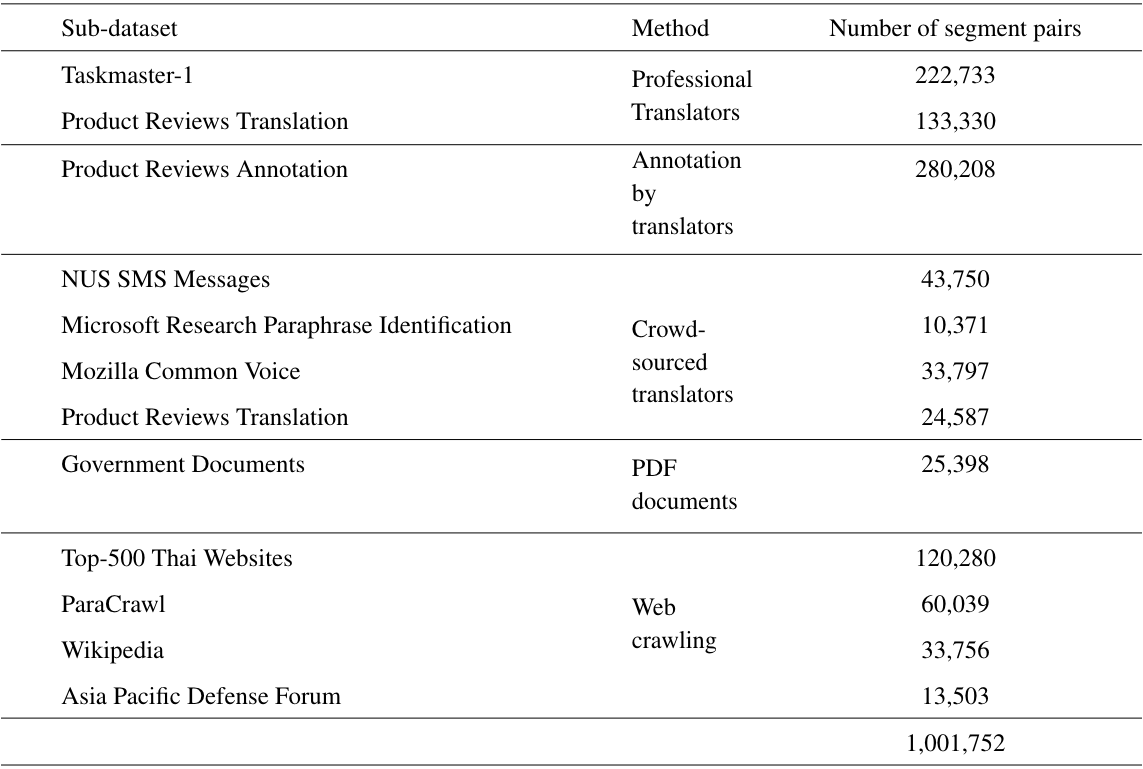 Sub-dataset Method Number of segment pairs
Taskmaster-1 222,733
Professional
Translators
Product Reviews Translation 133,330
Product Reviews Annotation 280,208
Annotation
by
translators
NUS SMS Messages 43,750
Microsoft Research Paraphrase Identification 10,371
Crowd-
sourced
translators
Mozilla Common Voice 33,797
Product Reviews Translation 24,587
Government Documents 25,398
PDF
documents
Top-500 Thai Websites 120,280
ParaCrawl 60,039
Web
crawling
Wikipedia 33,756
Asia Pacific Defense Forum 13,503
1,001,752